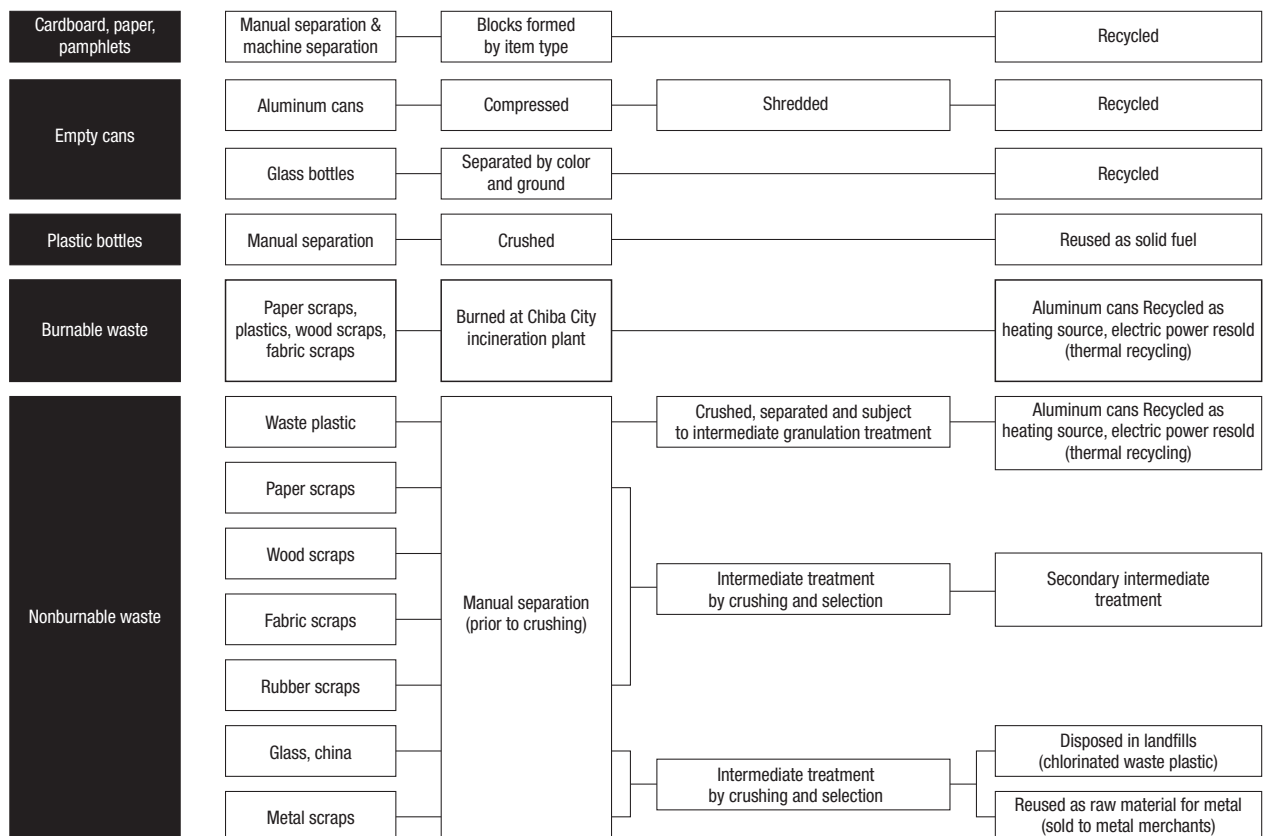 Cardboard, paper,
pamphlets
Manual separation &
machine separation
Blocks formed
by item type
Recycled
Empty cans
Aluminum cans
Compressed
Shredded
Recycled
Glass bottles
Separated by color
and ground
Recycled
Plastic bottles
Manual separation
Crushed
Reused as solid fuel
Burnable waste
Paper scraps,
plastics, wood scraps,
fabric scraps
Burned at Chiba City
incineration plant
Aluminum cans Recycled as
heating source, electric power resold
(thermal recycling)
Nonburnable waste
Waste plastic
Paper scraps
Wood scraps
Fabric scraps
Rubber scraps
Glass, china
Metal scraps
Manual separation
(prior to crushing)
Crushed, separated and subject
to intermediate granulation treatment
Aluminum cans Recycled as
heating source, electric power resold
(thermal recycling)
Intermediate treatment
by crushing and selection
Secondary intermediate
treatment
Intermediate treatment
by crushing and selection
Disposed in landfills
(chlorinated waste plastic)
Reused as raw material for metal
(sold to metal merchants)